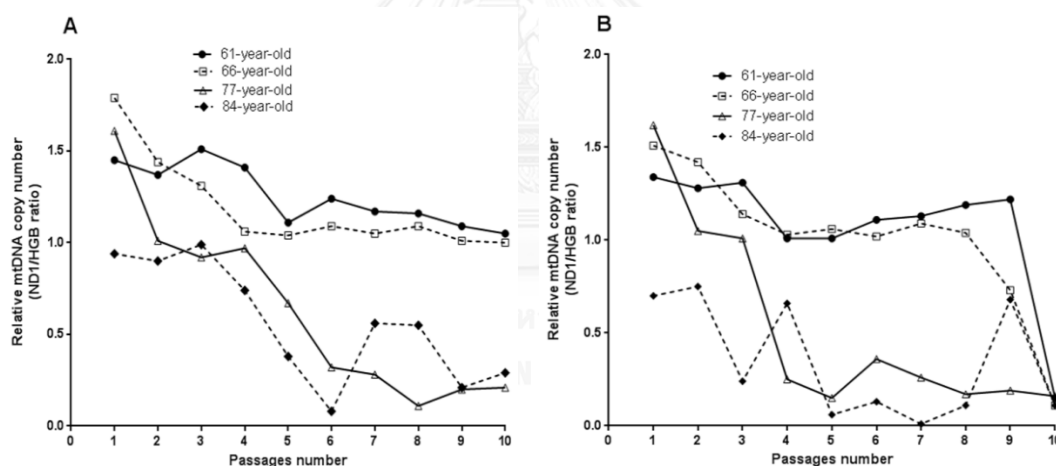 A
61-year-old
66-year-old
77-year-old
84-year-old
Relative mtDNA copy number
(ND1/HGB ratio)
2.0
1.5
1.0
0.5
0.0
0 1 2 3 4 5 6 7 8 9 10
Passages number
B
61-year-old
66-year-old
77-year-old
84-year-old
Relative mtDNA copy number
(ND1/HGB ratio)
2.0
1.5
1.0
0.5
0.0
0 1 2 3 4 5 6 7 8 9 10
Passages number